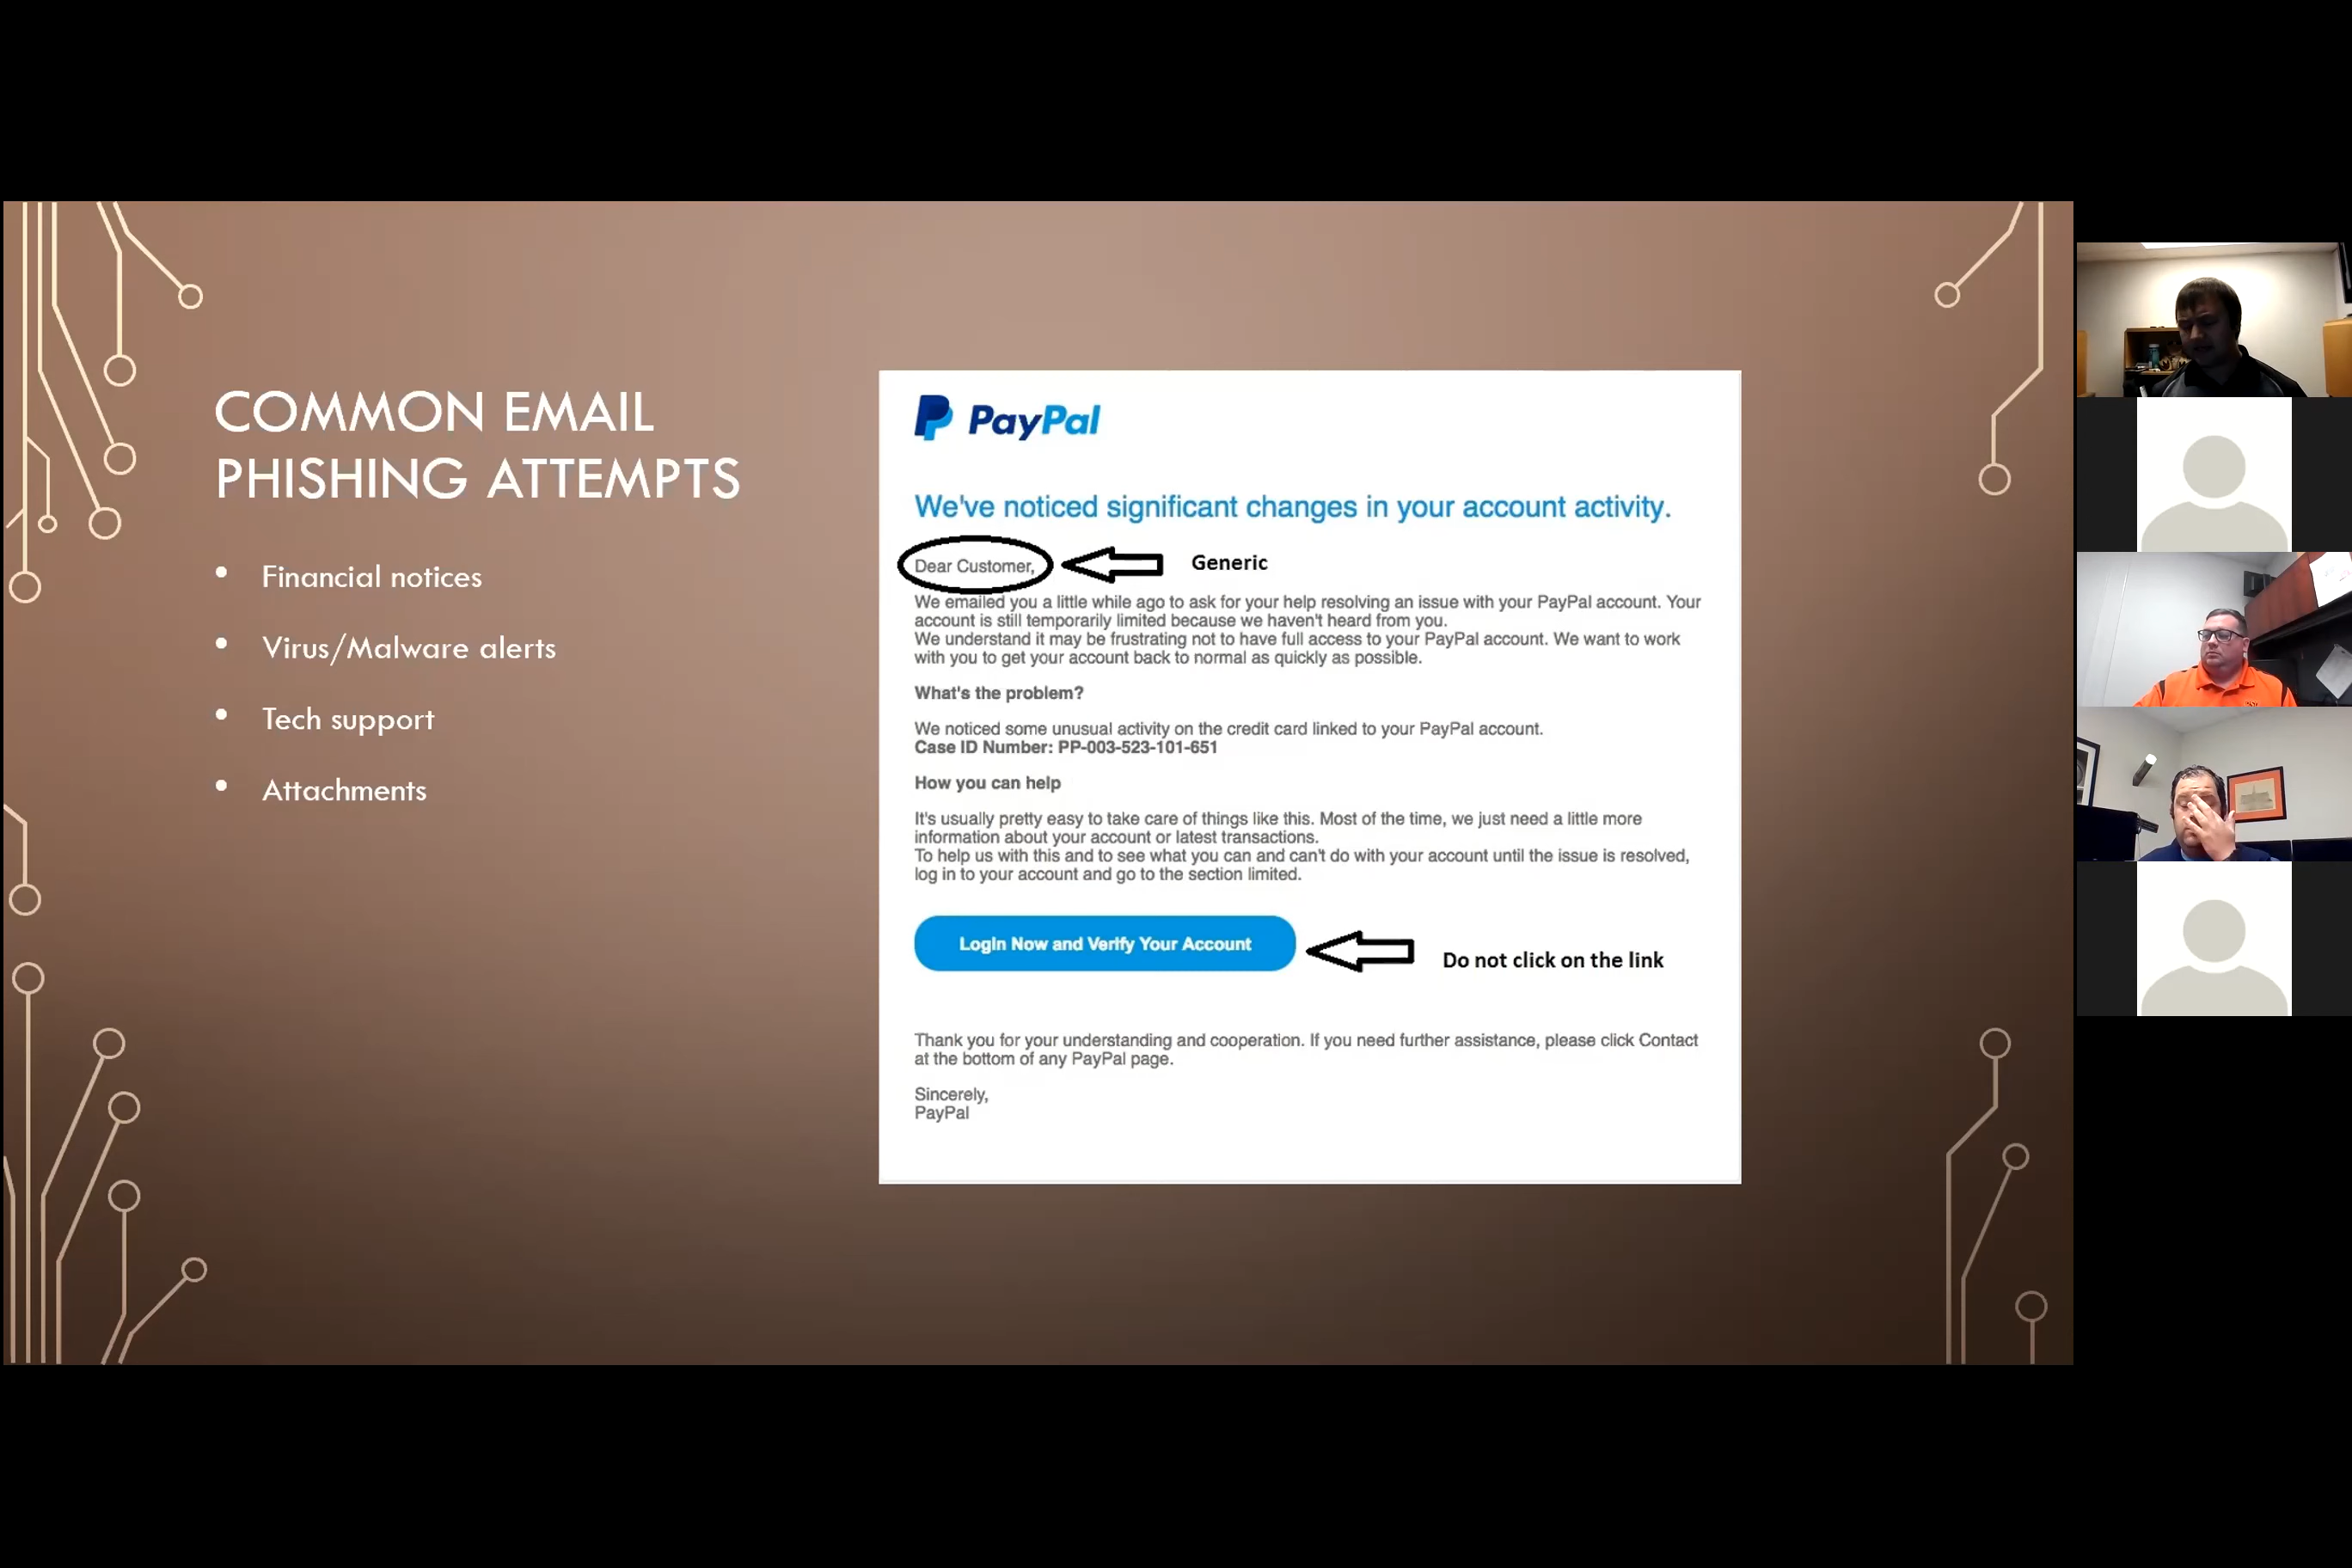 COMMON EMAIL
PHISHING ATTEMPTS
• Financial notices
• Virus/Malware alerts
• Tech support
• Attachments
PayPal
We've noticed significant changes in your account activity.
Dear Customer,
Generic
We emailed you a little while ago to ask for your help resolving an issue with your PayPal account. Your
account is still temporarily limited because we haven't heard from you.
We understand it may be frustrating not to have full access to your PayPal account. We want to work
with you to get your account back to normal as quickly as possible.
What's the problem?
We noticed some unusual activity on the credit card linked to your PayPal account.
Case ID Number: PP-003-523-101-651
How you can help
It's usually pretty easy to take care of things like this. Most of the time, we just need a little more
information about your account or latest transactions.
To help us with this and to see what you can and can't do with your account until the issue is resolved,
log in to your account and go to the section limited.
Login Now and Verify Your Account
Do not click on the link
Thank you for your understanding and cooperation. If you need further assistance, please click Contact
at the bottom of any PayPal page.
Sincerely,
PayPal